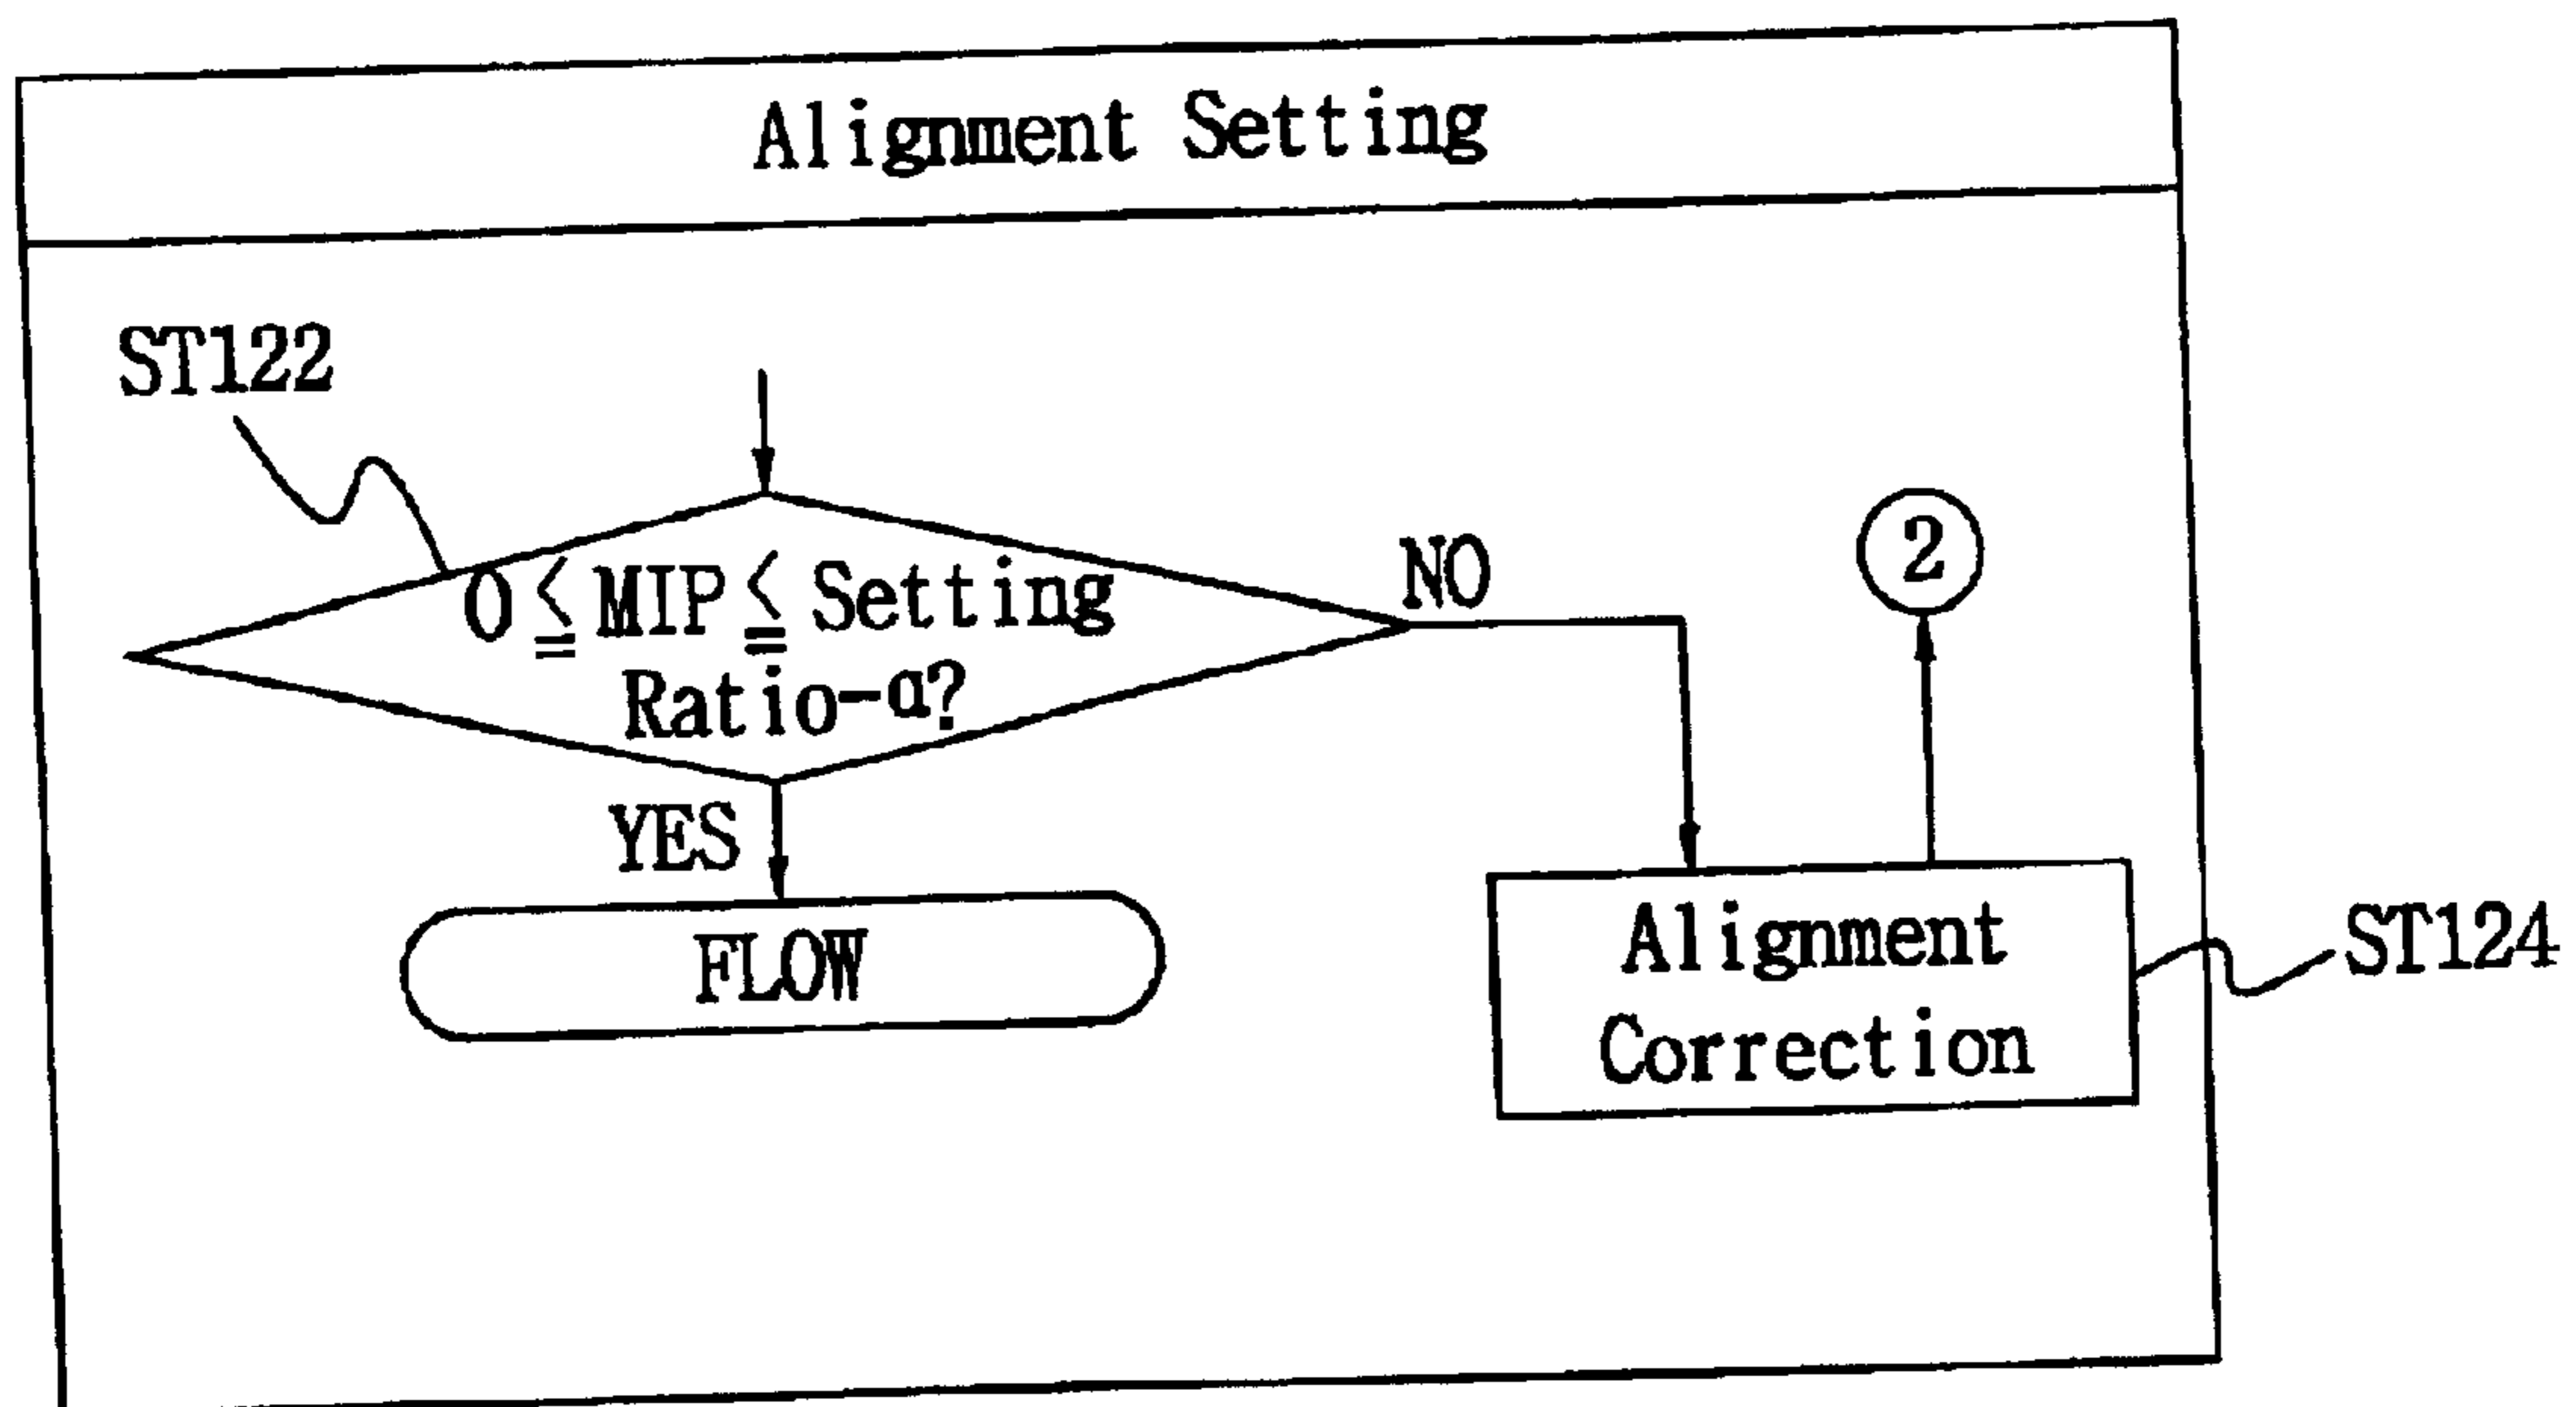 Alignment Setting
ST122
0≦MIP≦Setting
Ratio-α?
NO
2
YES
FLOW
Alignment
Correction
ST124